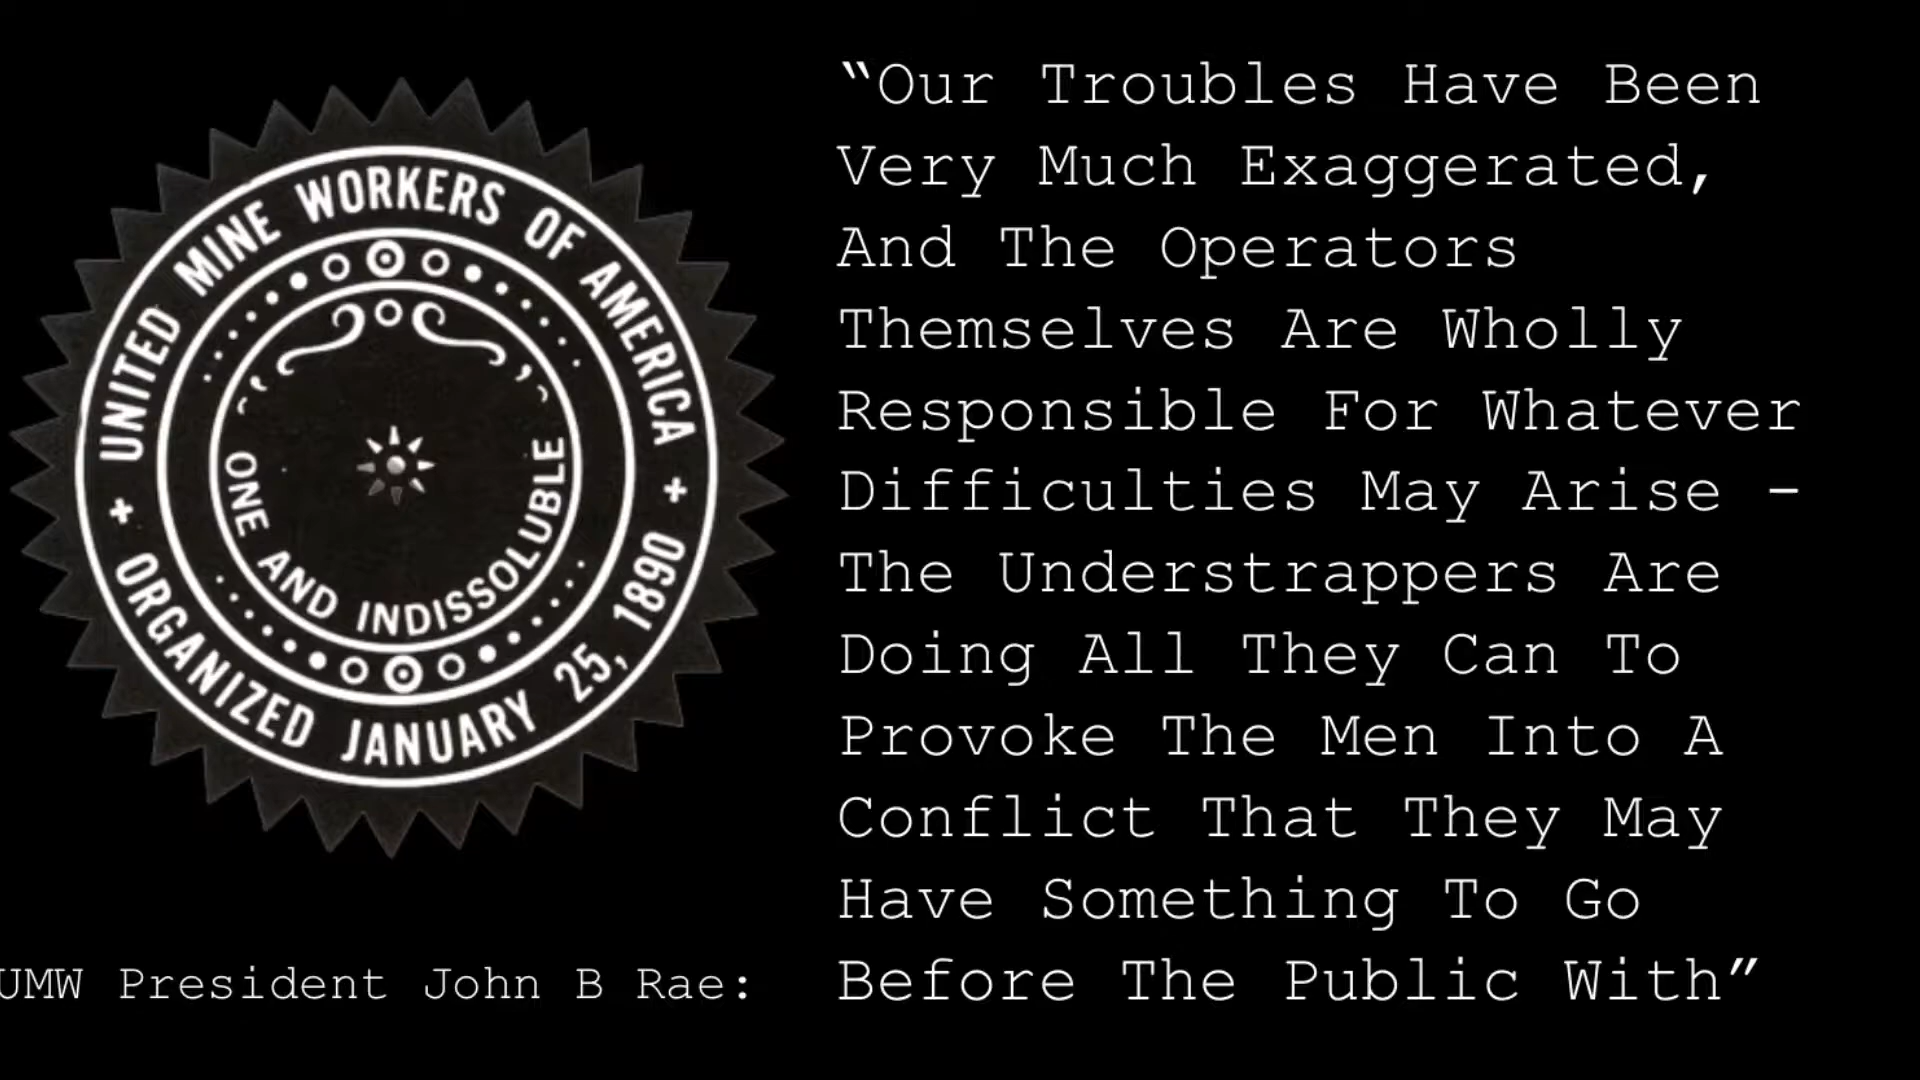 UNITED MINE WORKERS OF AMERICA
ORGANIZED JANUARY 25, 1890
ONE AND INDISSOLUBLE
UMW President John B Rae:
“Our Troubles Have Been
Very Much Exaggerated,
And The Operators
Themselves Are Wholly
Responsible For Whatever
Difficulties May Arise -
The Understrappers Are
Doing All They Can To
Provoke The Men Into A
Conflict That They May
Have Something To Go
Before The Public With”